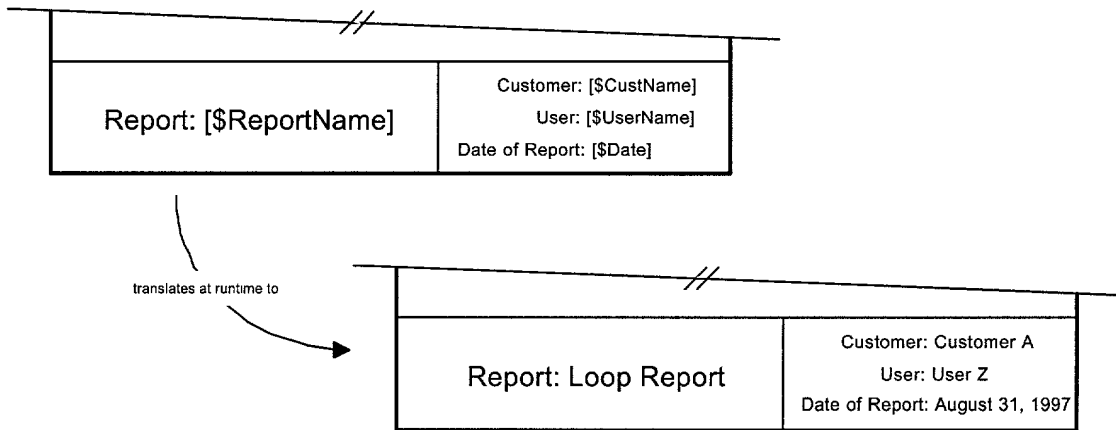 Report: [$ReportName]
Customer: [$CustName]
User: [$UserName]
Date of Report: [$Date]
translates at runtime to
Report: Loop Report
Customer: Customer A
User: User Z
Date of Report: August 31, 1997